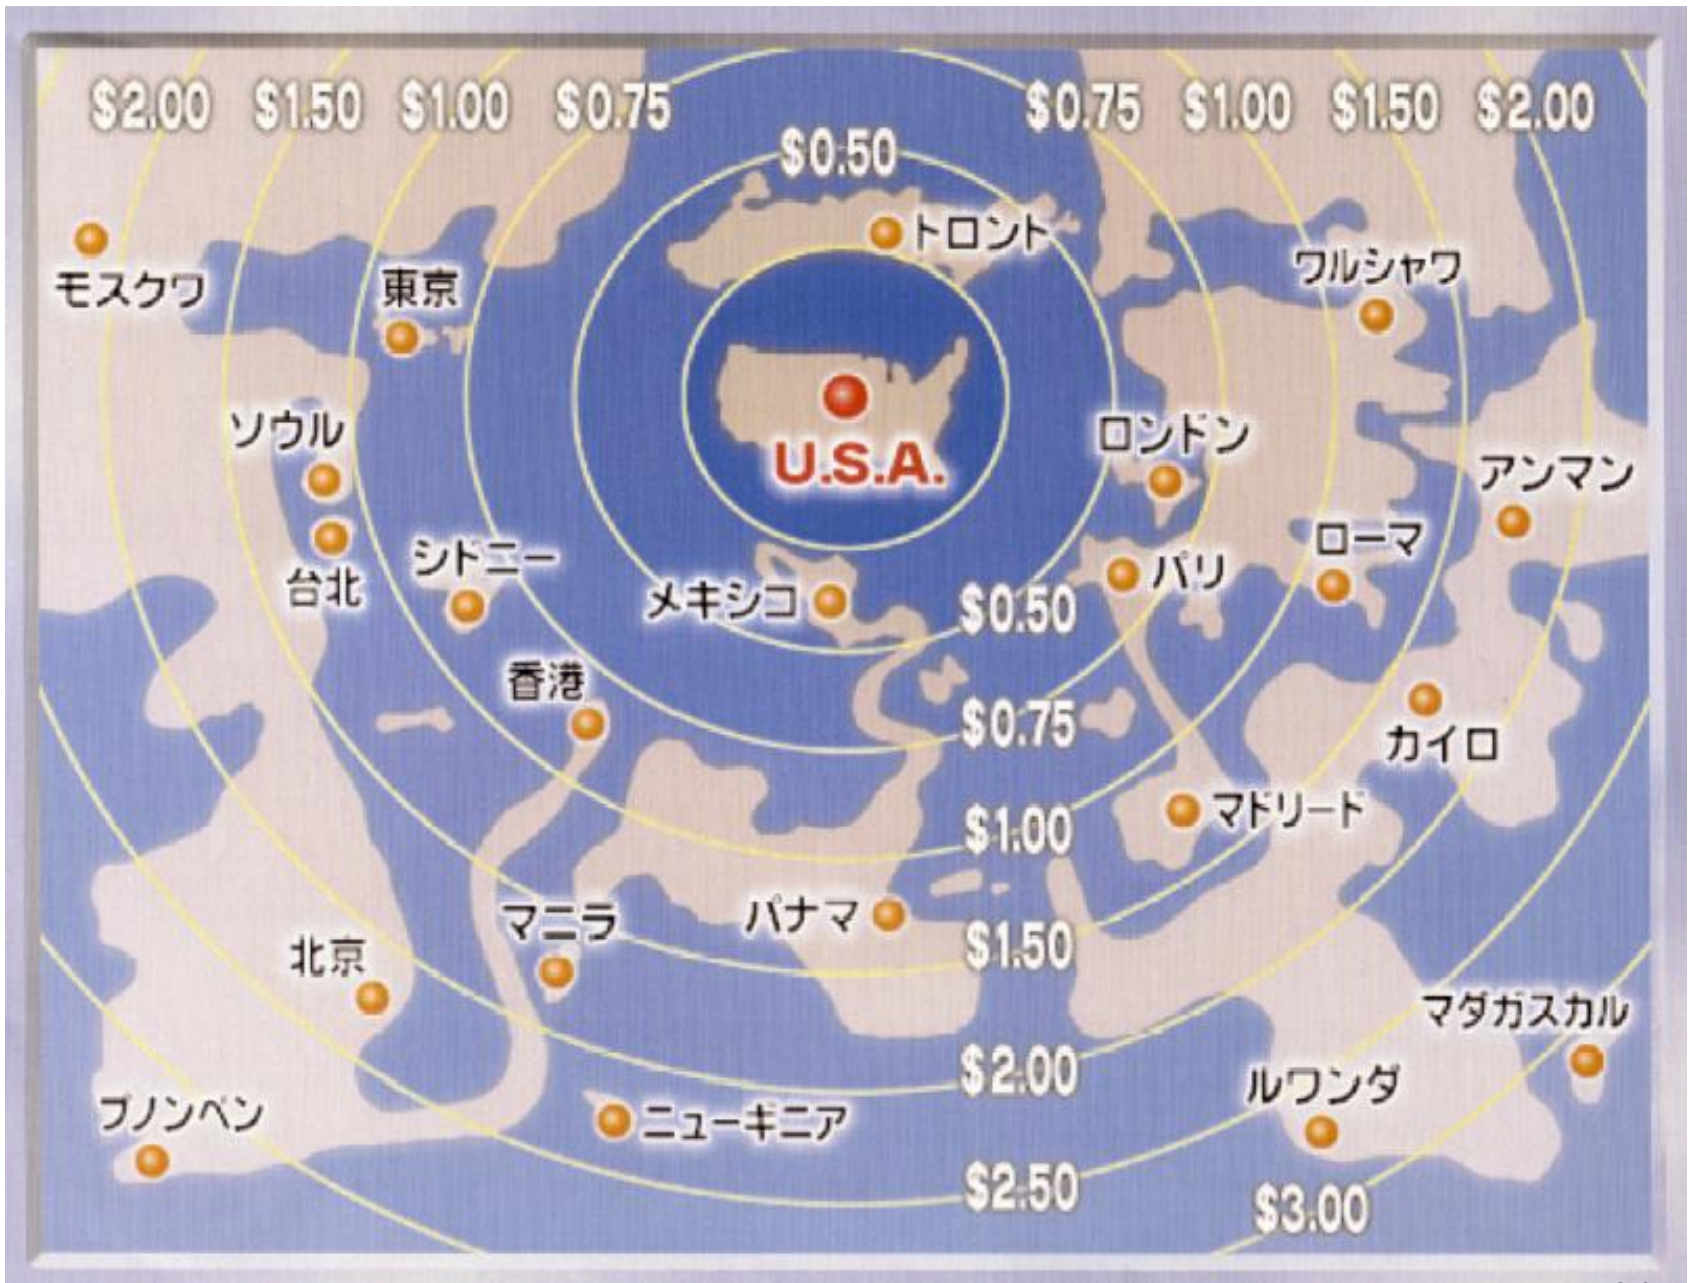 $2.00 $1.50 $1.00 $0.75 $0.75 $1.00 $1.50 $2.00
$0.50
トロント
モスクワ
東京
ワルシャワ
U.S.A.
ソウル
ロンドン
アンマン
台北
シドニー
メキシコ
$0.50
パリ
ローマ
香港
$0.75
カイロ
$1.00
マドリード
マニラ
パナマ
$1.50
北京
マダガスカル
$2.00
ルワンダ
プノンペン
ニューギニア
$2.50
$3.00